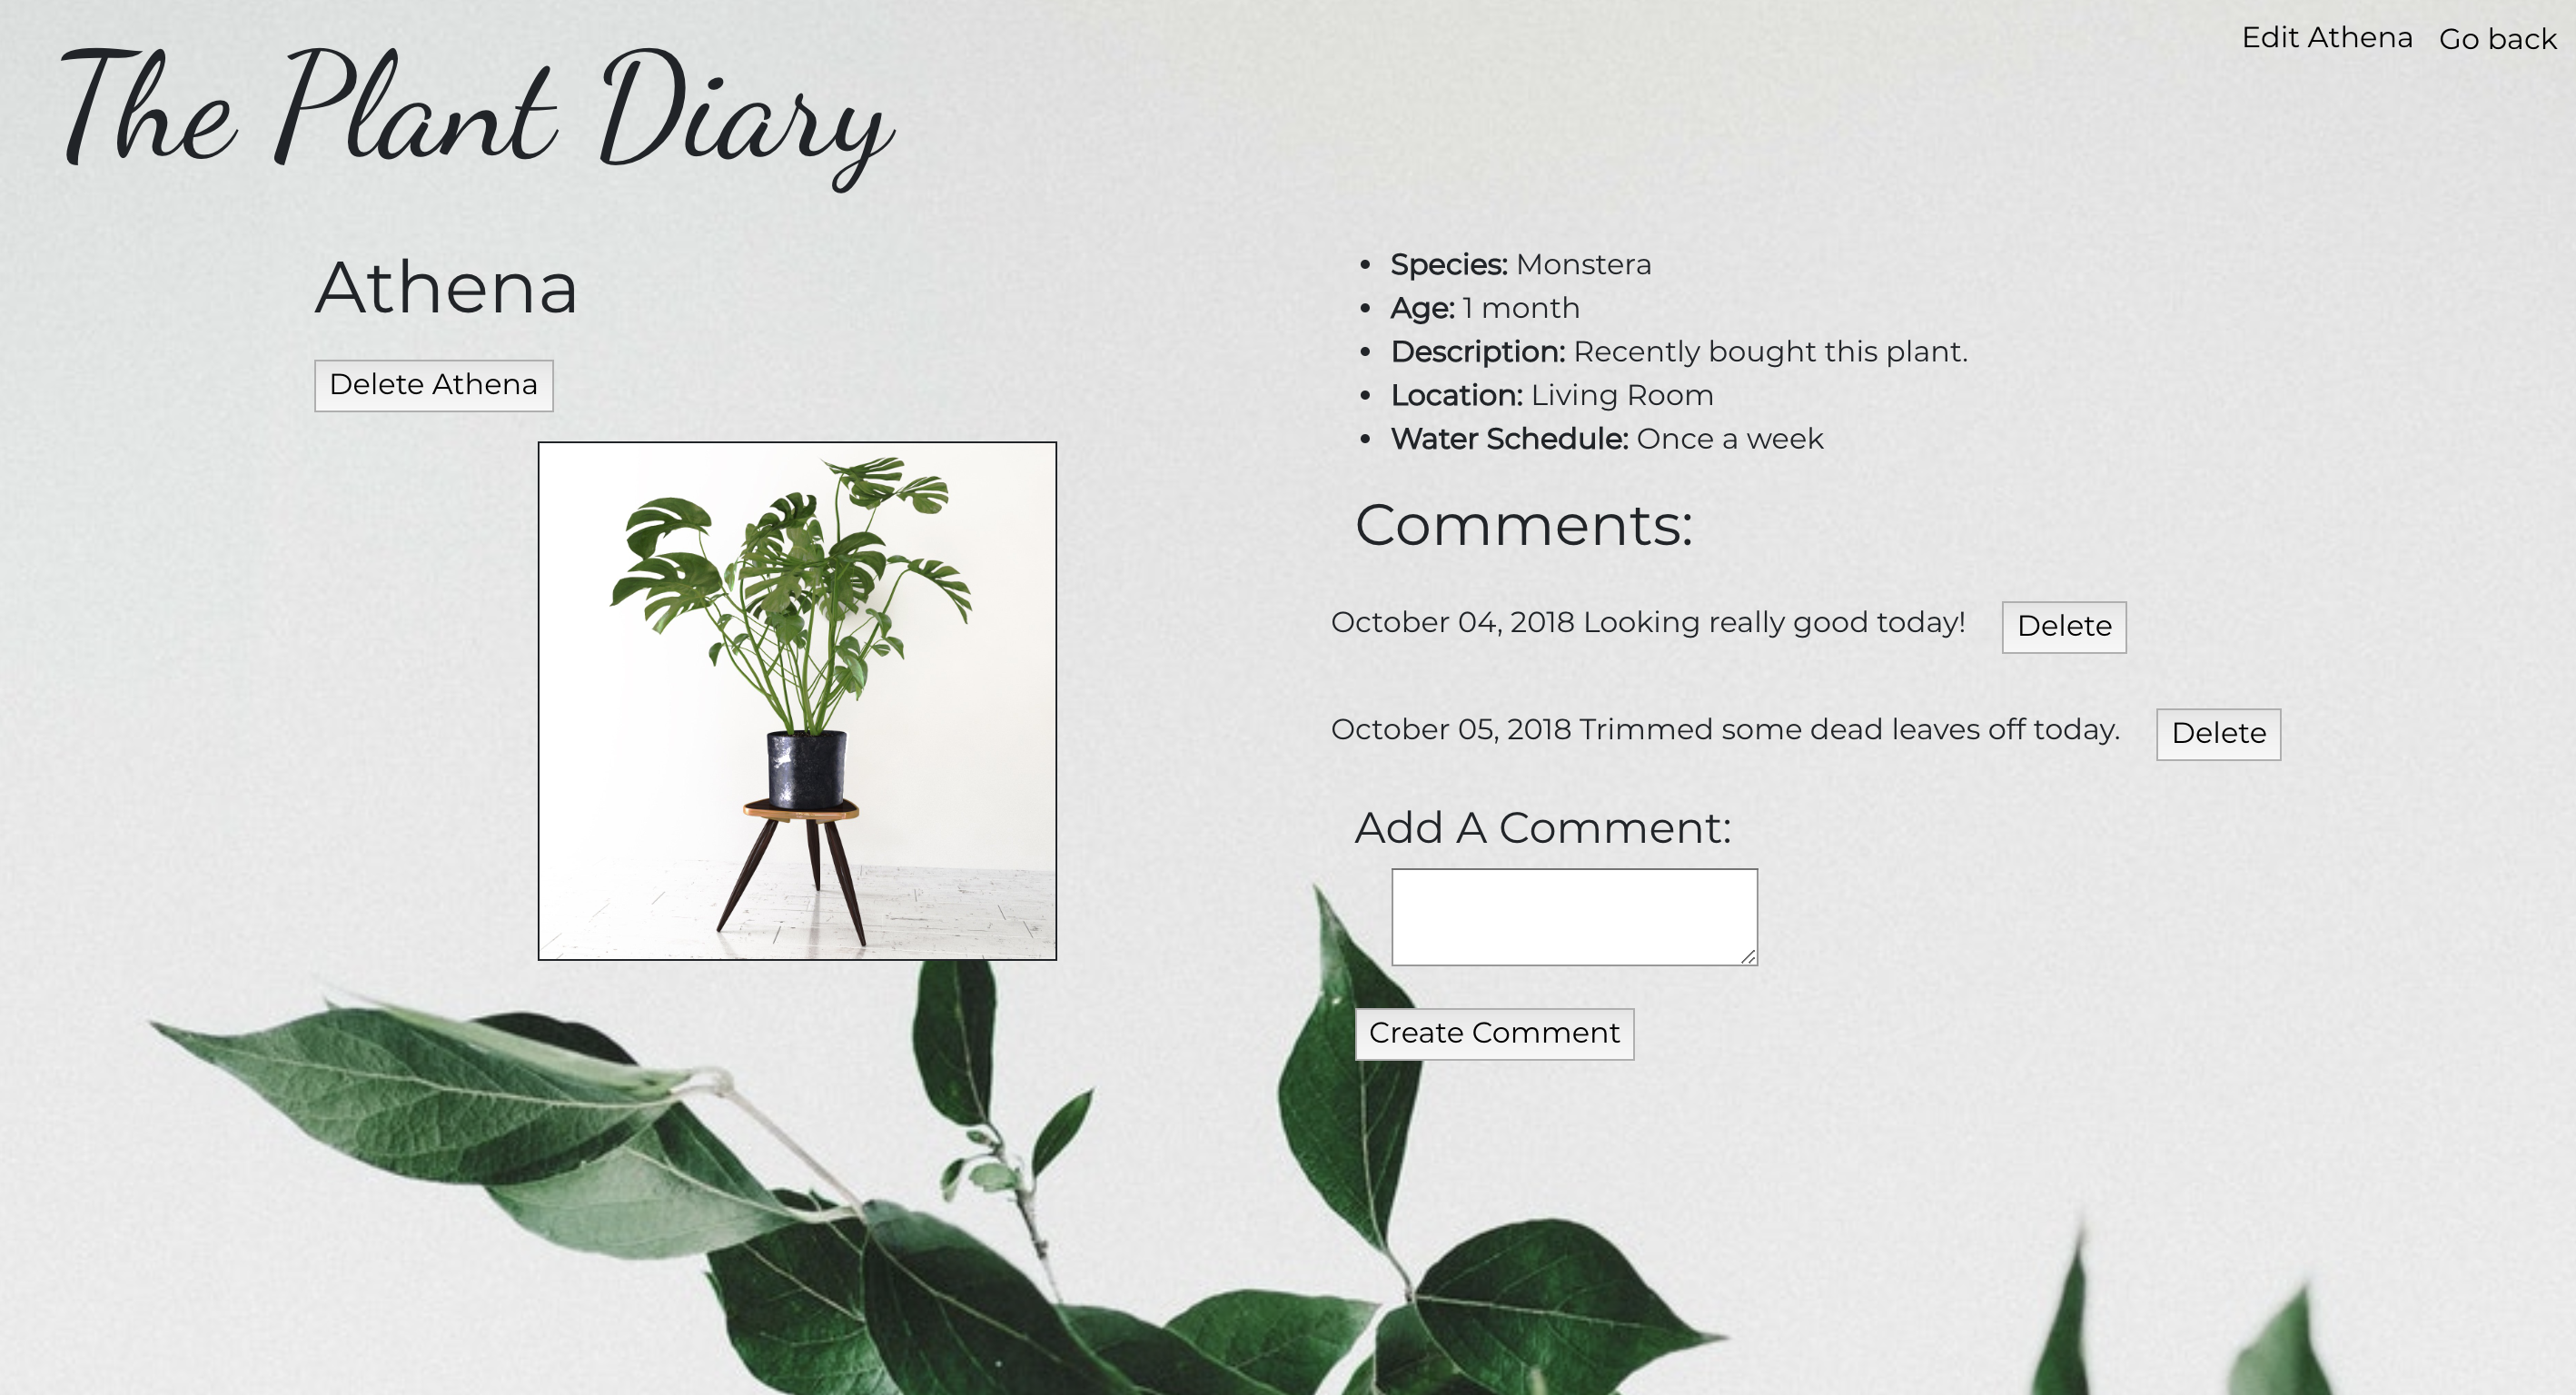 Edit Athena Go back
The Plant Diary
Athena
Delete Athena
Species: Monstera
Age: 1 month
Description: Recently bought this plant.
Location: Living Room
Water Schedule: Once a week
Comments:
October 04, 2018 Looking really good today! Delete
October 05, 2018 Trimmed some dead leaves off today. Delete
Add A Comment:
Create Comment